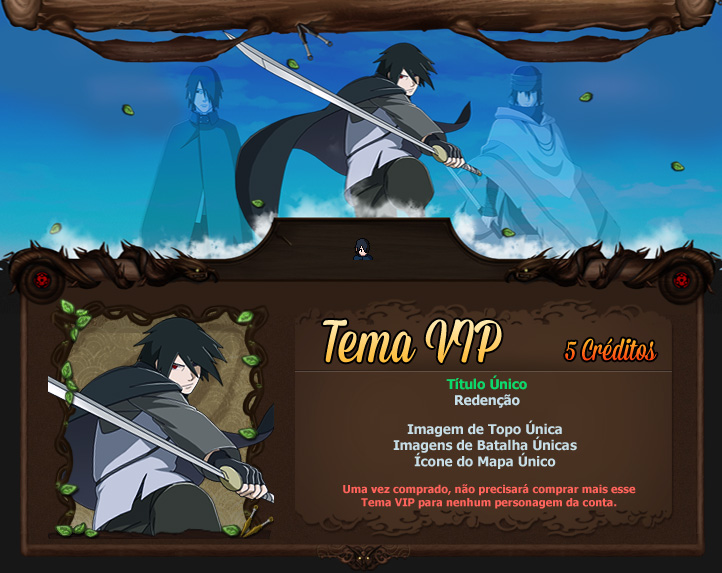 Tema VIP
5 Créditos
Título Único
Redenção
Imagem de Topo Única
Imagens de Batalha Únicas
Ícone do Mapa Único
Uma vez comprado, não precisará comprar mais esse
Tema VIP para nenhum personagem da conta.